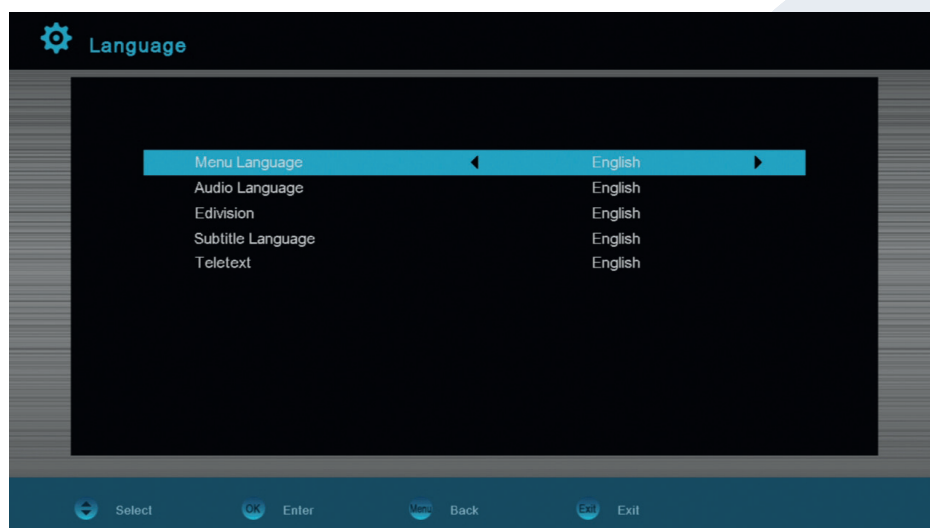 Language
Menu Language English
Audio Language English
Edivision English
Subtitle Language English
Teletext English
Select OK Enter Menu Back Exit Exit